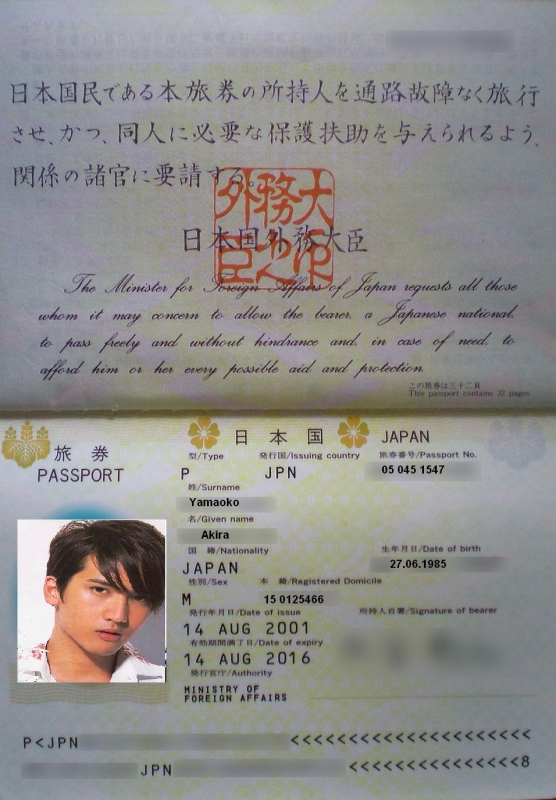 日本国民である本旅券の所持人を通路故障なく旅行
させ、かつ、同人に必要な保護扶助を与えられるよう、
関係の諸官に要請する。
日本国外務大臣
The Minister for Foreign Affairs of Japan requests all those
whom it may concern to allow the bearer, a Japanese national,
to pass freely and without hindrance and, in case of need, to
afford him or her every possible aid and protection.
この旅券は三十二頁
This passport contains 32 pages.
旅券 日本国 JAPAN
PASSPORT
型/Type 発行国/Issuing country 旅券番号/Passport No.
P JPN 05 045 1547
姓/Surname
Yamaoko
名/Given name
Akira
国籍/Nationality 生年月日/Date of birth
JAPAN 27.06.1985
性別/Sex 本籍/Registered Domicile
M 15 0125466
発行年月日/Date of issue 所持人自署/Signature of bearer
14 AUG 2001
有効期間満了日/Date of expiry
14 AUG 2016
発行官庁/Authority
MINISTRY OF
FOREIGN AFFAIRS
P<JPN <<<<<<<<<<<<<<<<<<<<<<
JPN <<<<<<<<<<<<<<<8